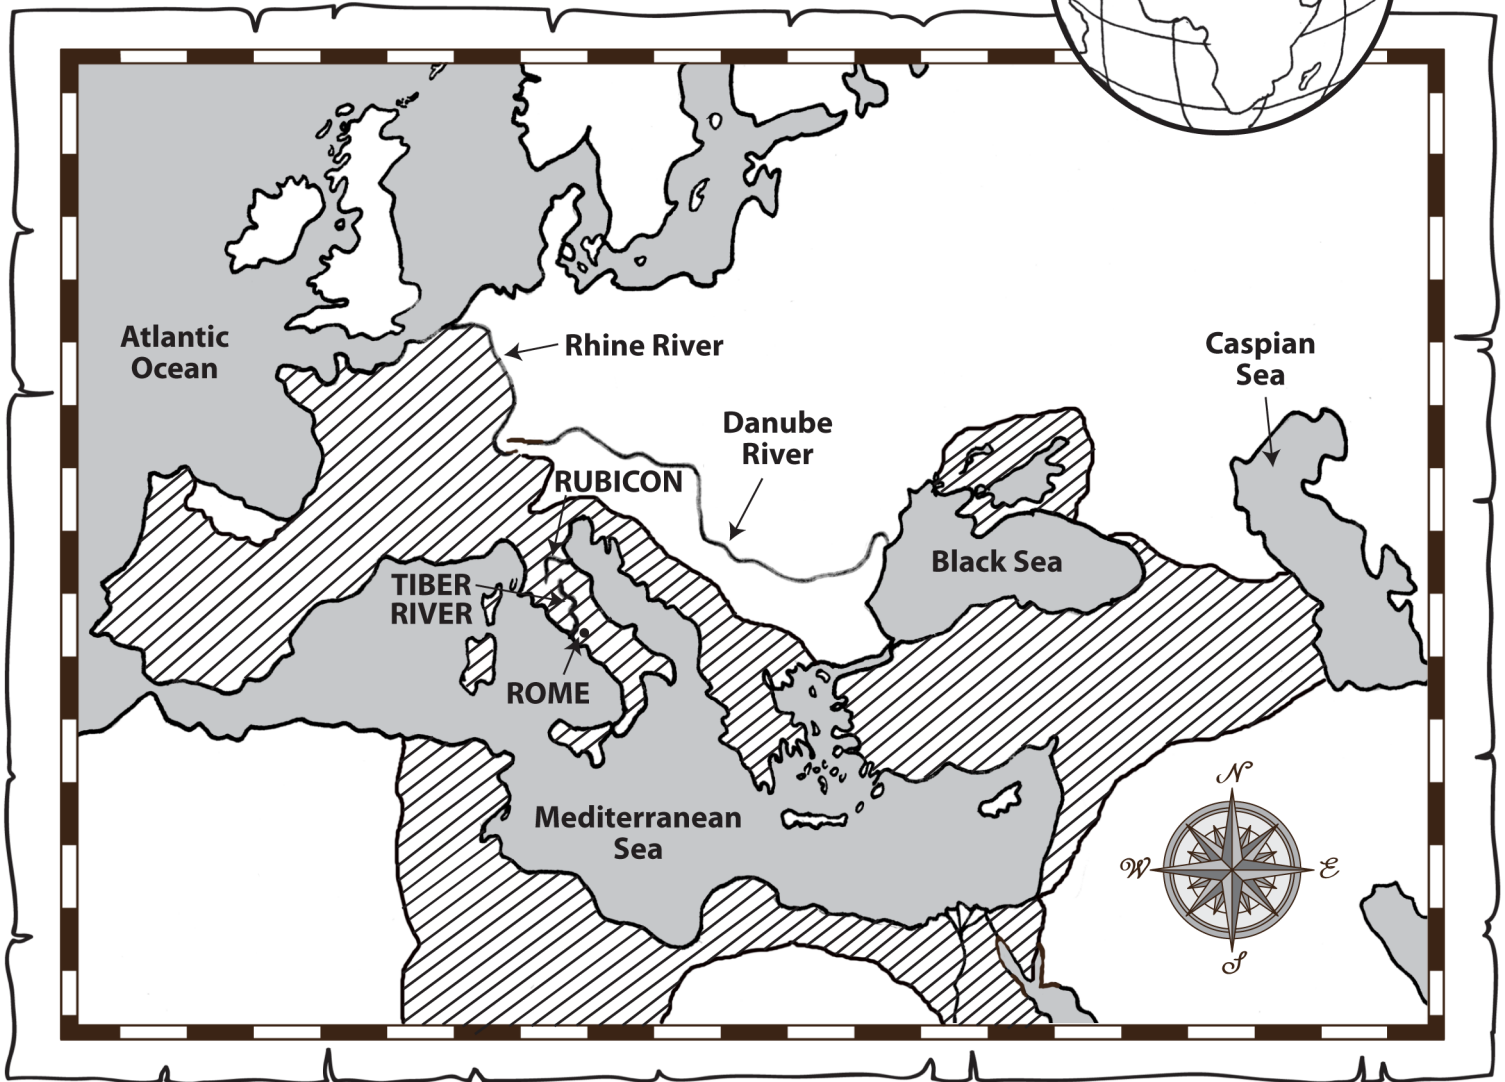 Atlantic
Ocean
Rhine River
Caspian
Sea
Danube
River
RUBICON
Black Sea
TIBER
RIVER
ROME
Mediterranean
Sea
N
W
E
S